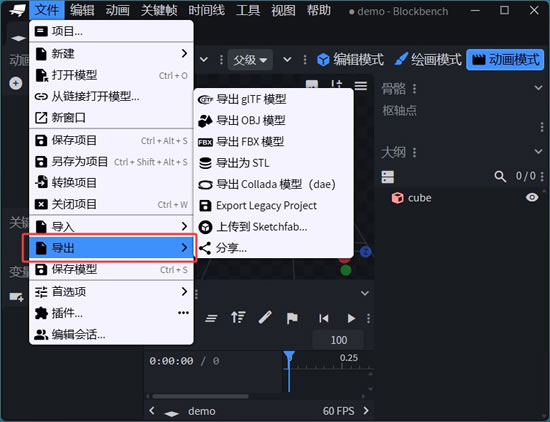 文件 编辑 动画 关键帧 时间线 工具 视图 帮助 demo - Blockbench
项目...
新建
打开模型 Ctrl + O
从链接打开模型...
新窗口
保存项目 Ctrl + Alt + S
另存为项目 Ctrl + Shift + Alt + S
转换项目
关闭项目 Ctrl + W
导入
导出
保存模型 Ctrl + S
首选项
插件...
编辑会话...
导出 glTF 模型
导出 OBJ 模型
FBX 导出 FBX 模型
导出为 STL
导出 Collada 模型（dae）
Export Legacy Project
上传到 Sketchfab...
分享...
父级 编辑模式 绘画模式 动画模式
骨骼
枢轴点
大纲
0 / 0
cube
关键
变量
100
0:00:00 / 0 0 0.25
demo 60 FPS